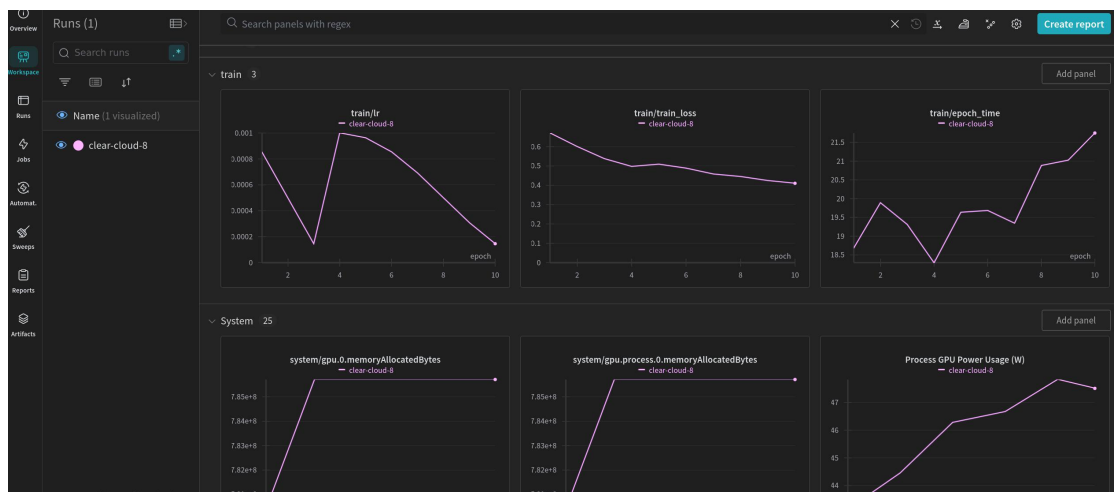 Overview
Workspace
Runs
Jobs
Automat.
Sweeps
Reports
Artifacts
Runs (1)
Search runs
.*
Name (1 visualized)
clear-cloud-8
Search panels with regex
Create report
train 3
Add panel
train/lr
clear-cloud-8
0.001
0.0008
0.0006
0.0004
0.0002
0
epoch
2 4 6 8 10
train/train_loss
clear-cloud-8
0.6
0.5
0.4
0.3
0.2
0.1
0
epoch
2 4 6 8 10
train/epoch_time
clear-cloud-8
21.5
21
20.5
20
19.5
19
18.5
epoch
2 4 6 8 10
System 25
Add panel
system/gpu.0.memoryAllocatedBytes
clear-cloud-8
7.85e+8
7.84e+8
7.83e+8
7.82e+8
system/gpu.process.0.memoryAllocatedBytes
clear-cloud-8
7.85e+8
7.84e+8
7.83e+8
7.82e+8
Process GPU Power Usage (W)
clear-cloud-8
47
46
45
44